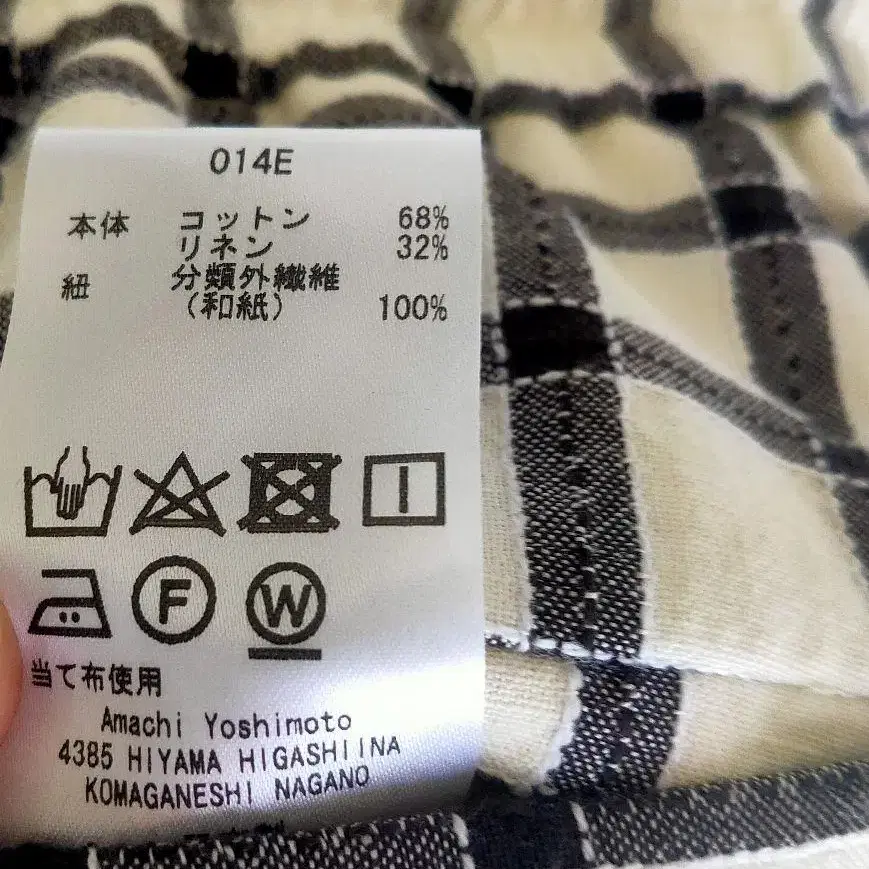 014E
本体 コットン 68%
リネン 32%
紐 分類外繊維
（和紙） 100%
F W
当て布使用
Amachi Yoshimoto
4385 HIYAMA HIGASHIINA
KOMAGANESHI NAGANO